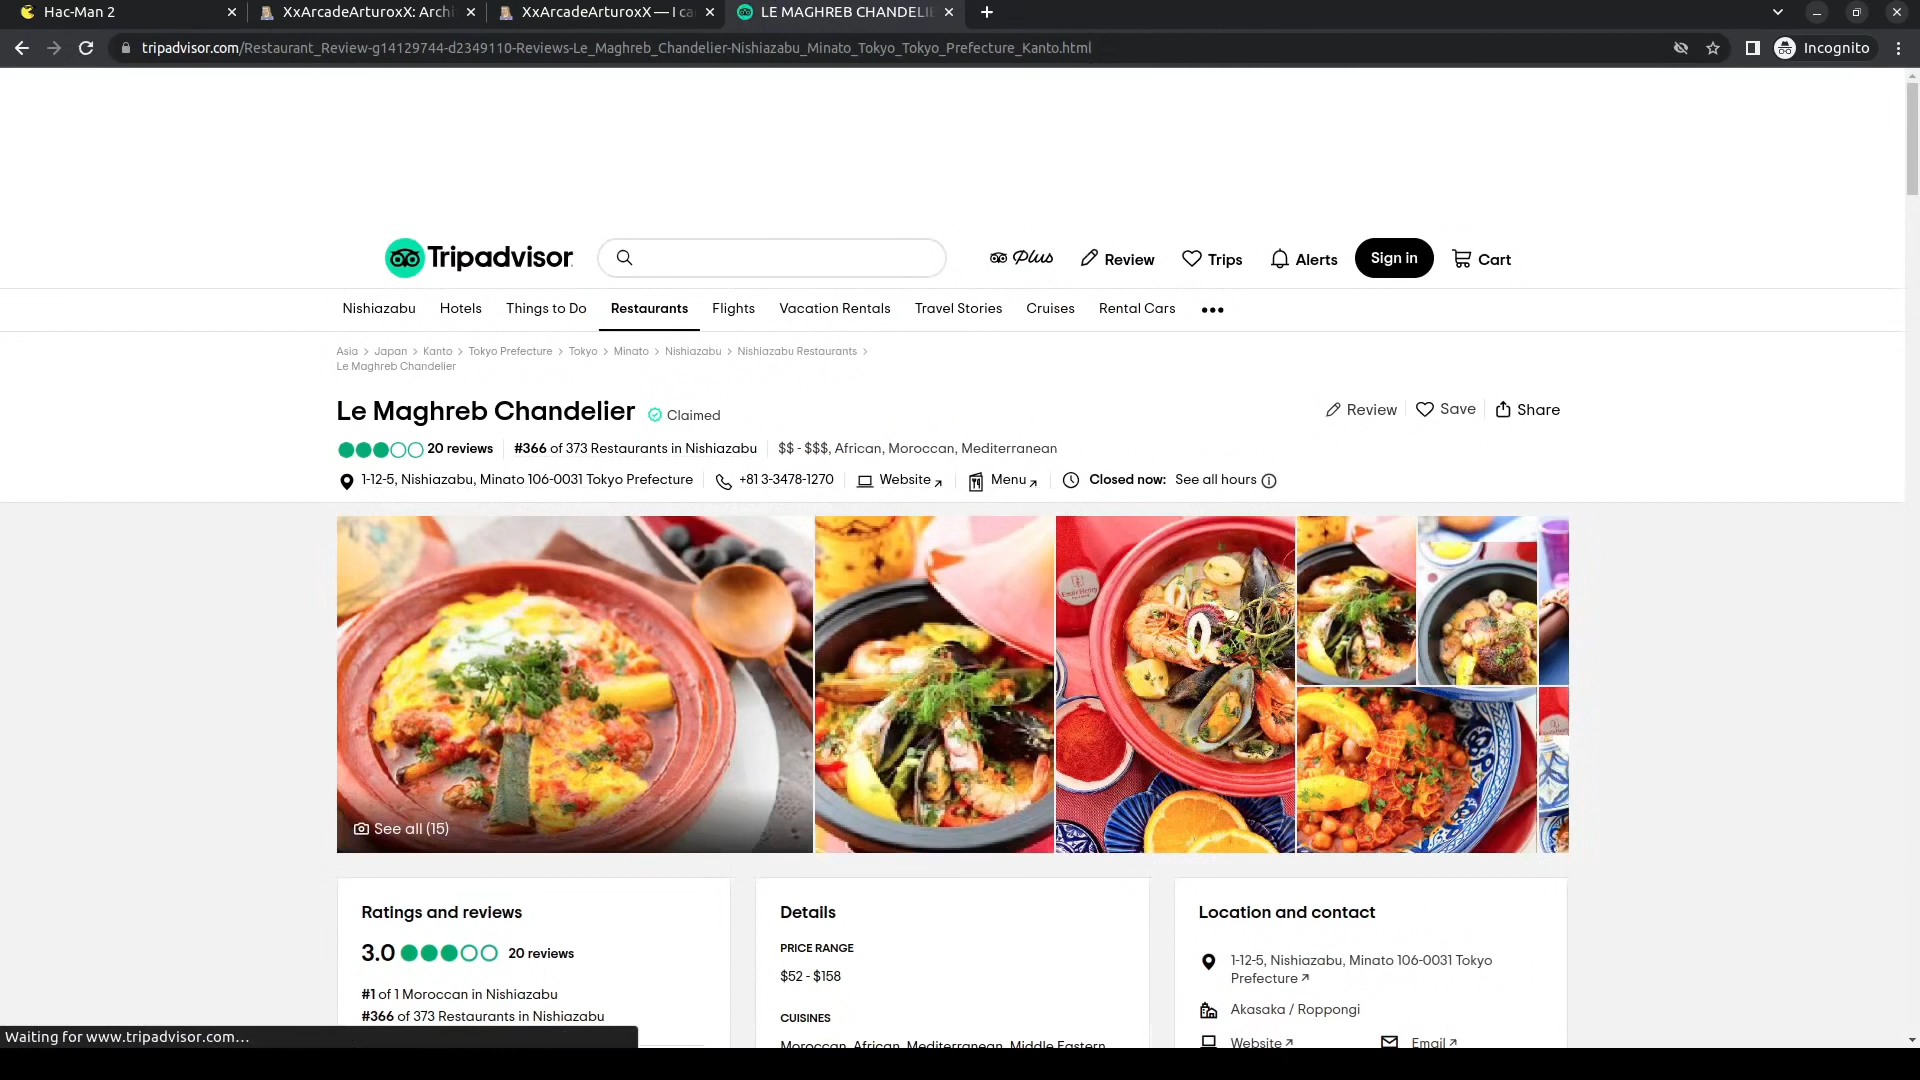 Hac-Man 2
XxArcadeArturoxX: Archi
XxArcadeArturoxX — I ca
LE MAGHREB CHANDELIE
tripadvisor.com/Restaurant_Review-g14129744-d2349110-Reviews-Le_Maghreb_Chandelier-Nishiazabu_Minato_Tokyo_Tokyo_Prefecture_Kanto.html
Incognito
Tripadvisor
Plus
Review
Trips
Alerts
Sign in
Cart
Nishiazabu
Hotels
Things to Do
Restaurants
Flights
Vacation Rentals
Travel Stories
Cruises
Rental Cars
Asia > Japan > Kanto > Tokyo Prefecture > Tokyo > Minato > Nishiazabu > Nishiazabu Restaurants >
Le Maghreb Chandelier
Le Maghreb Chandelier
Claimed
Review
Save
Share
20 reviews
#366 of 373 Restaurants in Nishiazabu
$$ - $$$, African, Moroccan, Mediterranean
1-12-5, Nishiazabu, Minato 106-0031 Tokyo Prefecture
+81 3-3478-1270
Website
Menu
Closed now: See all hours
See all (15)
Ratings and reviews
3.0
20 reviews
#1 of 1 Moroccan in Nishiazabu
#366 of 373 Restaurants in Nishiazabu
Details
PRICE RANGE
$52 - $158
CUISINES
Moroccan, African, Mediterranean, Middle Eastern
Location and contact
1-12-5, Nishiazabu, Minato 106-0031 Tokyo
Prefecture
Akasaka / Roppongi
Website
Email
Waiting for www.tripadvisor.com...